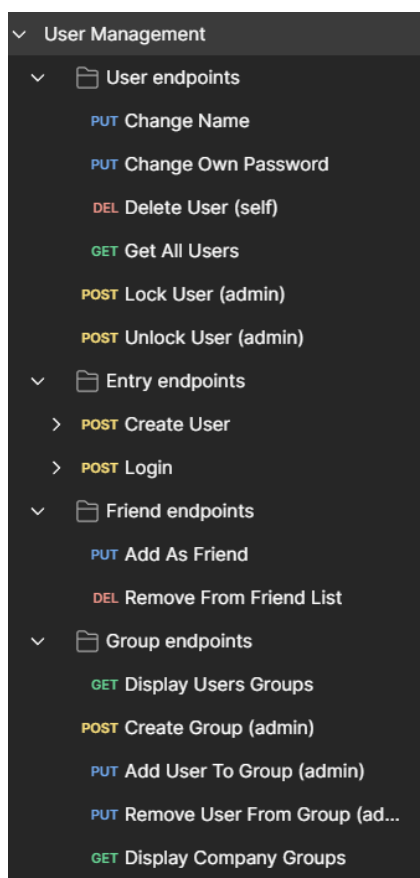 User Management
User endpoints
PUT Change Name
PUT Change Own Password
DEL Delete User (self)
GET Get All Users
POST Lock User (admin)
POST Unlock User (admin)
Entry endpoints
POST Create User
POST Login
Friend endpoints
PUT Add As Friend
DEL Remove From Friend List
Group endpoints
GET Display Users Groups
POST Create Group (admin)
PUT Add User To Group (admin)
PUT Remove User From Group (ad...
GET Display Company Groups